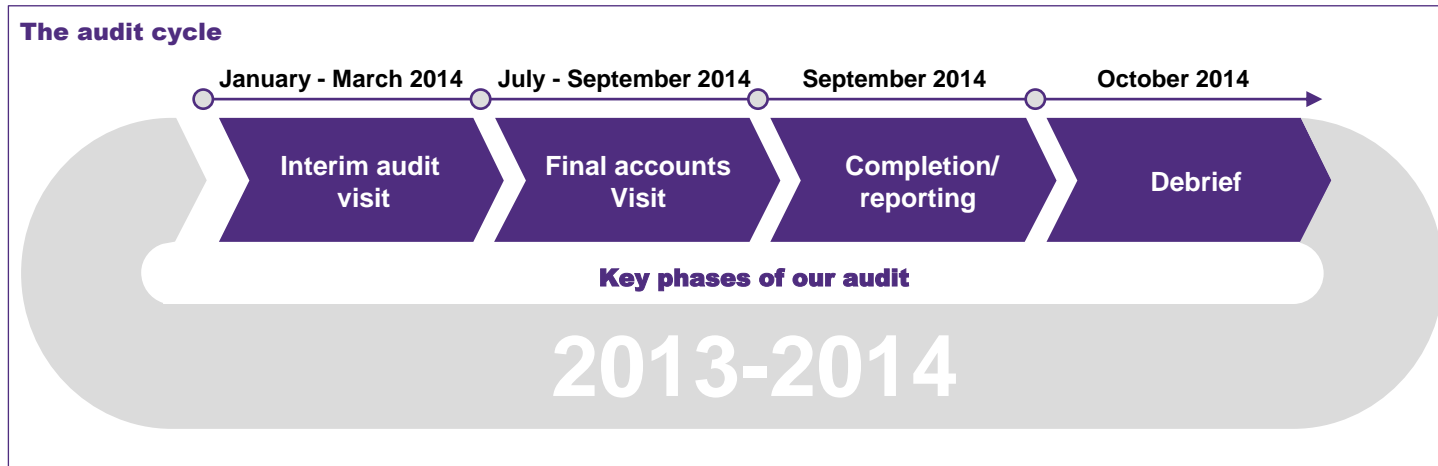 The audit cycle
January - March 2014
July - September 2014
September 2014
October 2014
Interim audit
visit
Final accounts
Visit
Completion/
reporting
Debrief
Key phases of our audit
2013-2014